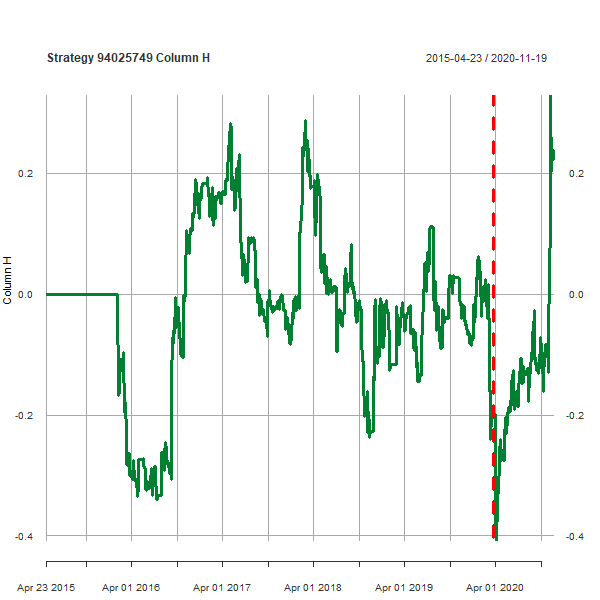 Strategy 94025749 Column H
2015-04-23 / 2020-11-19
Column H
0.2
0.2
0.0
0.0
-0.2
-0.2
-0.4
-0.4
Apr 23 2015
Apr 01 2016
Apr 01 2017
Apr 01 2018
Apr 01 2019
Apr 01 2020